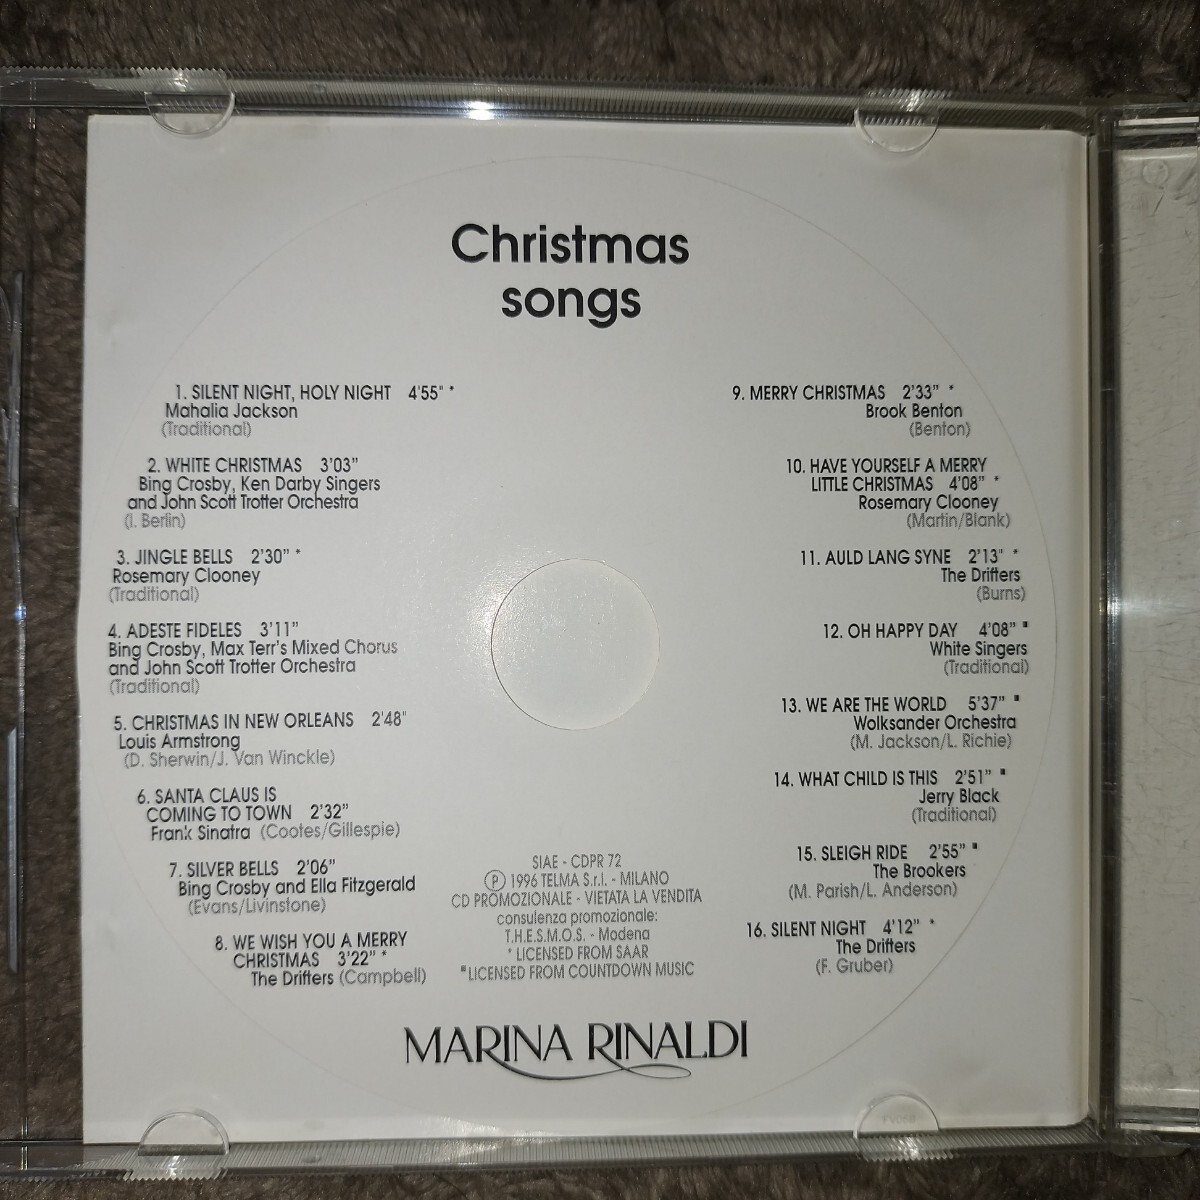 Christmas
songs
1. SILENT NIGHT, HOLY NIGHT 4'55" *
Mahalia Jackson
(Traditional)
2. WHITE CHRISTMAS 3'03"
Bing Crosby, Ken Darby Singers
and John Scott Trotter Orchestra
(I. Berlin)
3. JINGLE BELLS 2'30" *
Rosemary Clooney
(Traditional)
4. ADESTE FIDELES 3'11"
Bing Crosby, Max Terr's Mixed Chorus
and John Scott Trotter Orchestra
(Traditional)
5. CHRISTMAS IN NEW ORLEANS 2'48"
Louis Armstrong
(D. Sherwin/J. Van Winckle)
6. SANTA CLAUS IS
COMING TO TOWN 2'32"
Frank Sinatra (Cootes/Gillespie)
7. SILVER BELLS 2'06"
Bing Crosby and Ella Fitzgerald
(Evans/Livinstone)
8. WE WISH YOU A MERRY
CHRISTMAS 3'22" *
The Drifters (Campbell)
9. MERRY CHRISTMAS 2'33" *
Brook Benton
(Benton)
10. HAVE YOURSELF A MERRY
LITTLE CHRISTMAS 4'08" *
Rosemary Clooney
(Martin/Blank)
11. AULD LANG SYNE 2'13" *
The Drifters
(Burns)
12. OH HAPPY DAY 4'08" ■
White Singers
(Traditional)
13. WE ARE THE WORLD 5'37" ■
Wolksander Orchestra
(M. Jackson/L. Richie)
14. WHAT CHILD IS THIS 2'51" ■
Jerry Black
(Traditional)
15. SLEIGH RIDE 2'55" ■
The Brookers
(M. Parish/L. Anderson)
16. SILENT NIGHT 4'12" *
The Drifters
(F. Gruber)
SIAE - CDPR 72
℗ 1996 TELMA S.r.l. - MILANO
CD PROMOZIONALE - VIETATA LA VENDITA
consulenza promozionale:
T.H.E.S.M.O.S. - Modena
* LICENSED FROM SAAR
■LICENSED FROM COUNTDOWN MUSIC
MARINA RINALDI